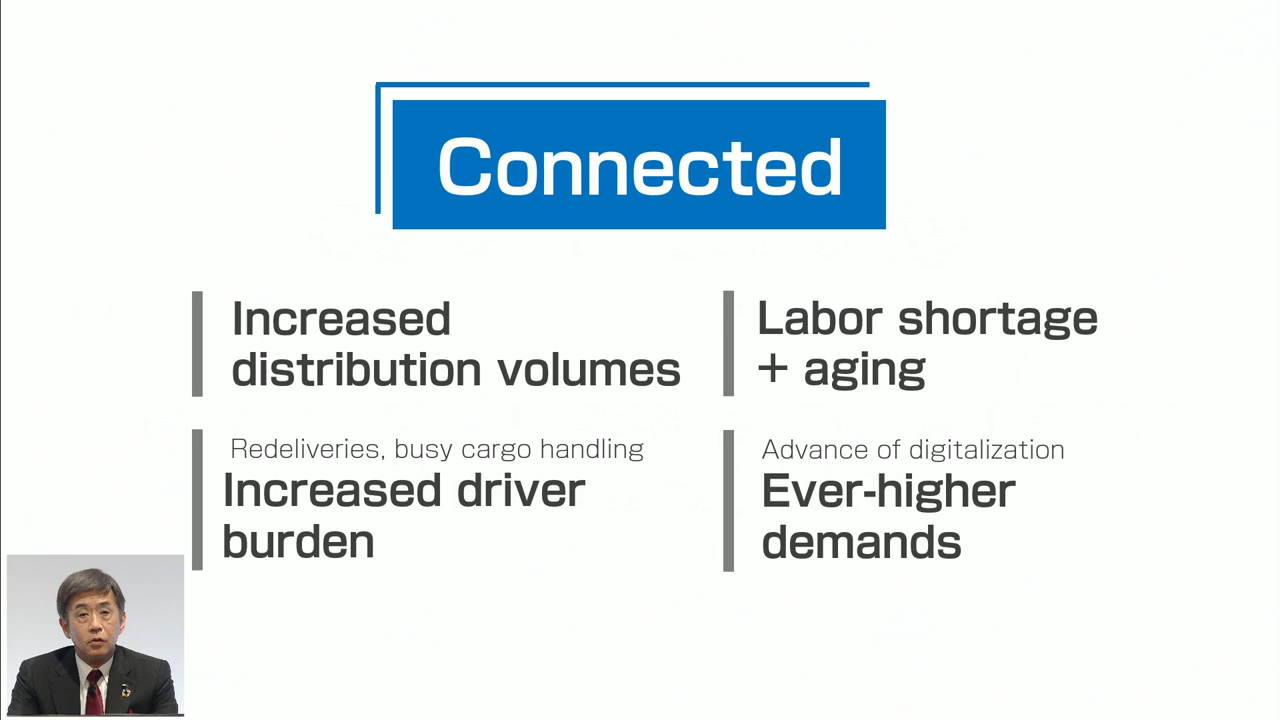 Connected
Increased
distribution volumes
Labor shortage
+ aging
Redeliveries, busy cargo handling
Increased driver
burden
Advance of digitalization
Ever-higher
demands